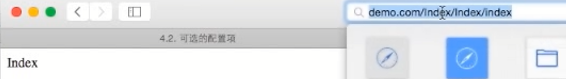 demo.com/Index/Index/index
4.2. 可选的配置项
Index